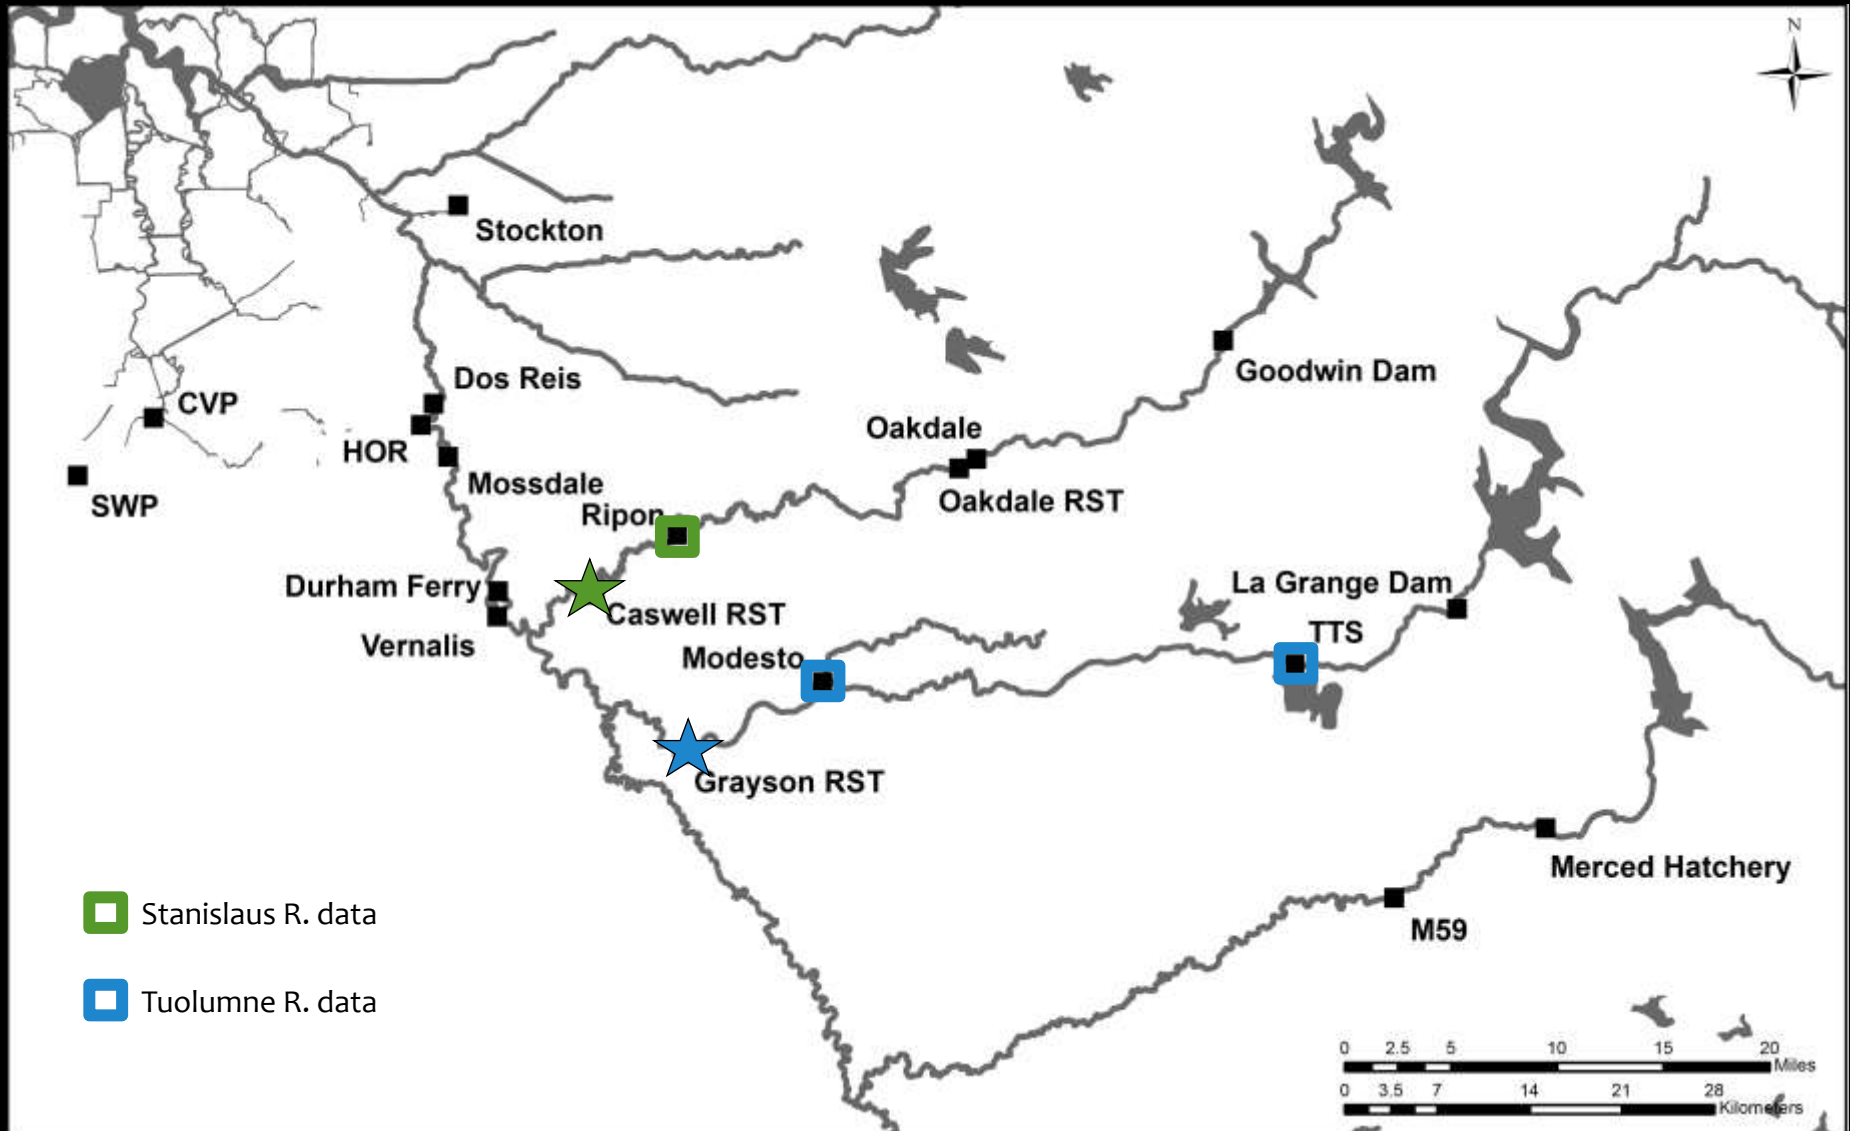 N
Stockton
Dos Reis
CVP
HOR
Goodwin Dam
Oakdale
Mossdale
SWP
Ripon
Oakdale RST
Durham Ferry
La Grange Dam
Caswell RST
TTS
Vernalis
Modesto
Grayson RST
Merced Hatchery
Stanislaus R. data
M59
Tuolumne R. data
0 2.5 5 10 15 20
Miles
0 3.5 7 14 21 28
Kilometers